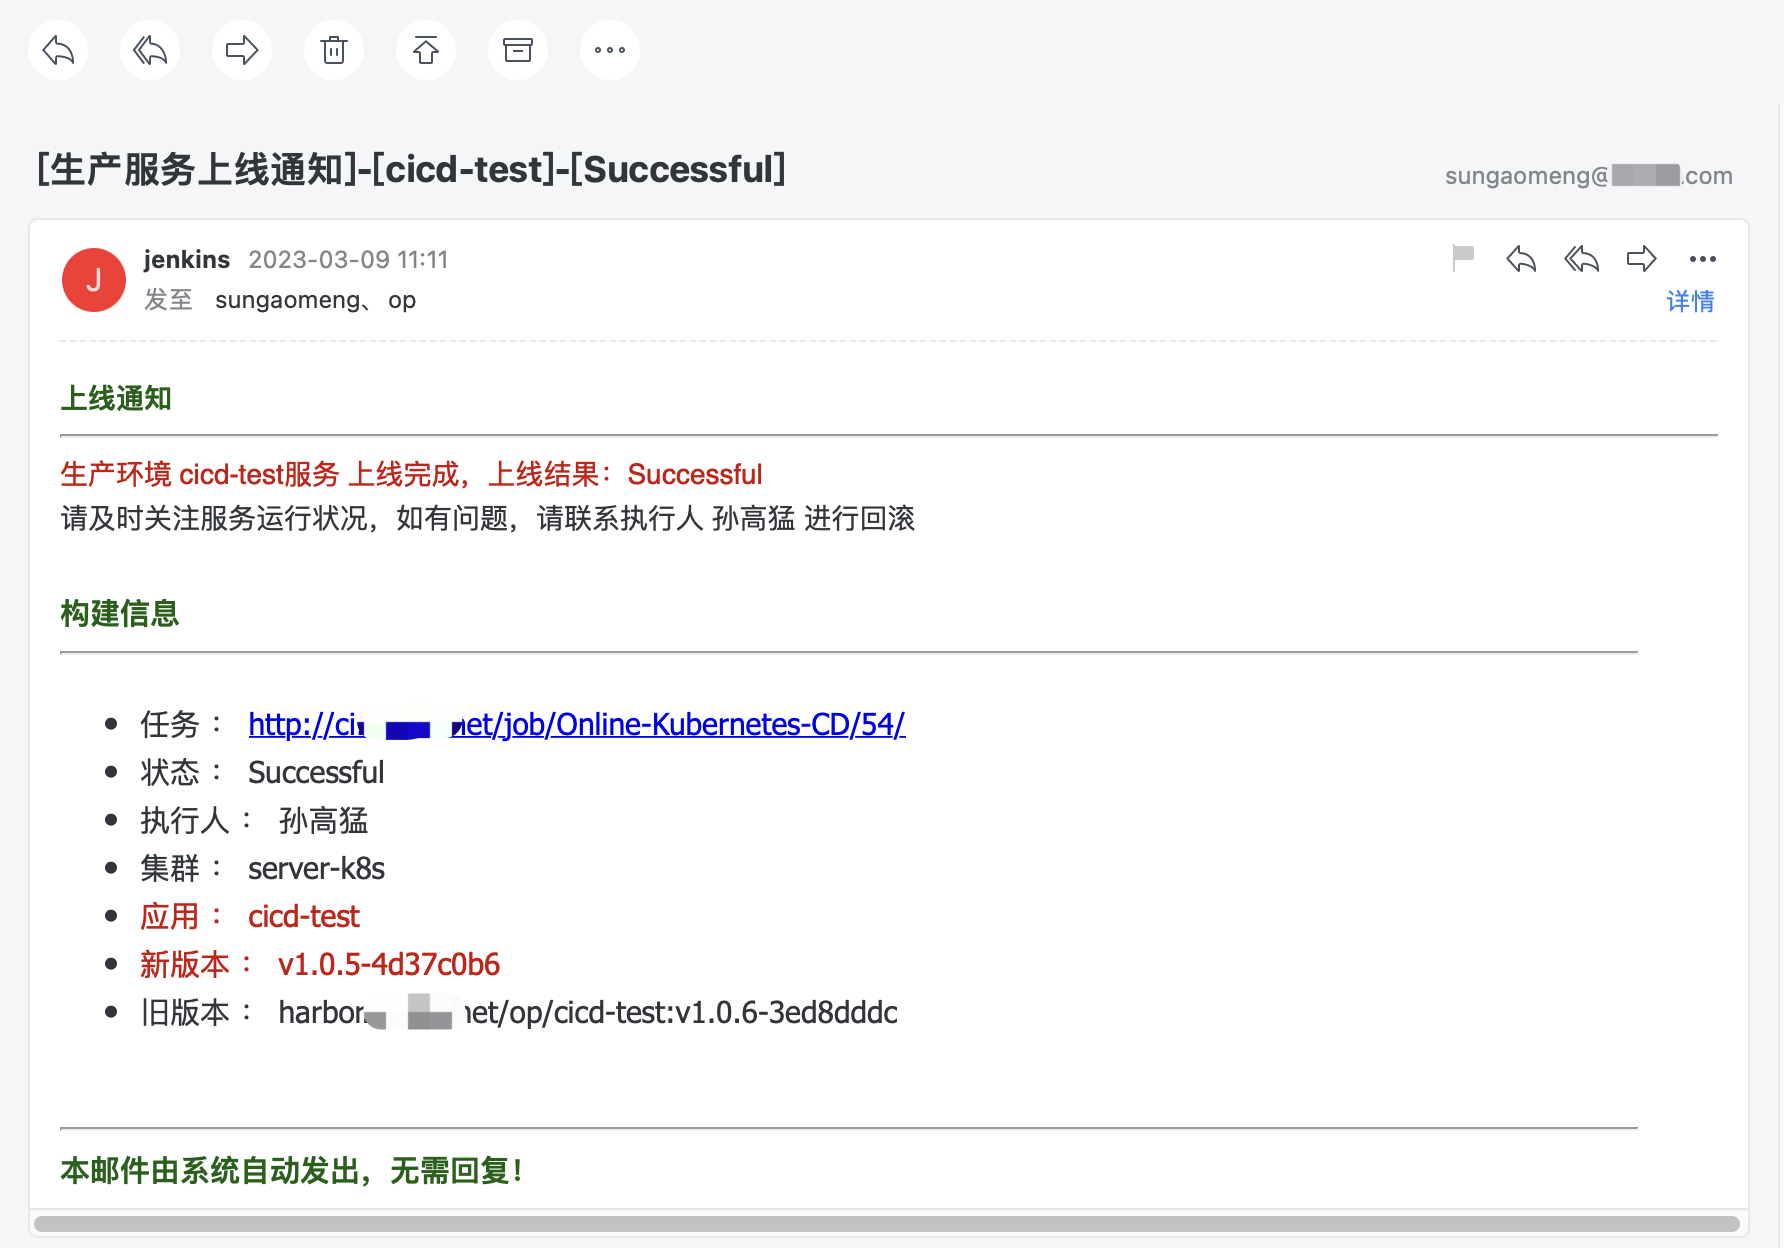 [生产服务上线通知]-[cicd-test]-[Successful]
sungaomeng@ .com
J
jenkins 2023-03-09 11:11
发至 sungaomeng、 op
详情
上线通知
生产环境 cicd-test服务 上线完成，上线结果：Successful
请及时关注服务运行状况，如有问题，请联系执行人 孙高猛 进行回滚
构建信息
任务 ： http://ci net/job/Online-Kubernetes-CD/54/
状态 ： Successful
执行人 ： 孙高猛
集群 ： server-k8s
应用 ： cicd-test
新版本 ： v1.0.5-4d37c0b6
旧版本 ： harbor. net/op/cicd-test:v1.0.6-3ed8dddc
本邮件由系统自动发出，无需回复！